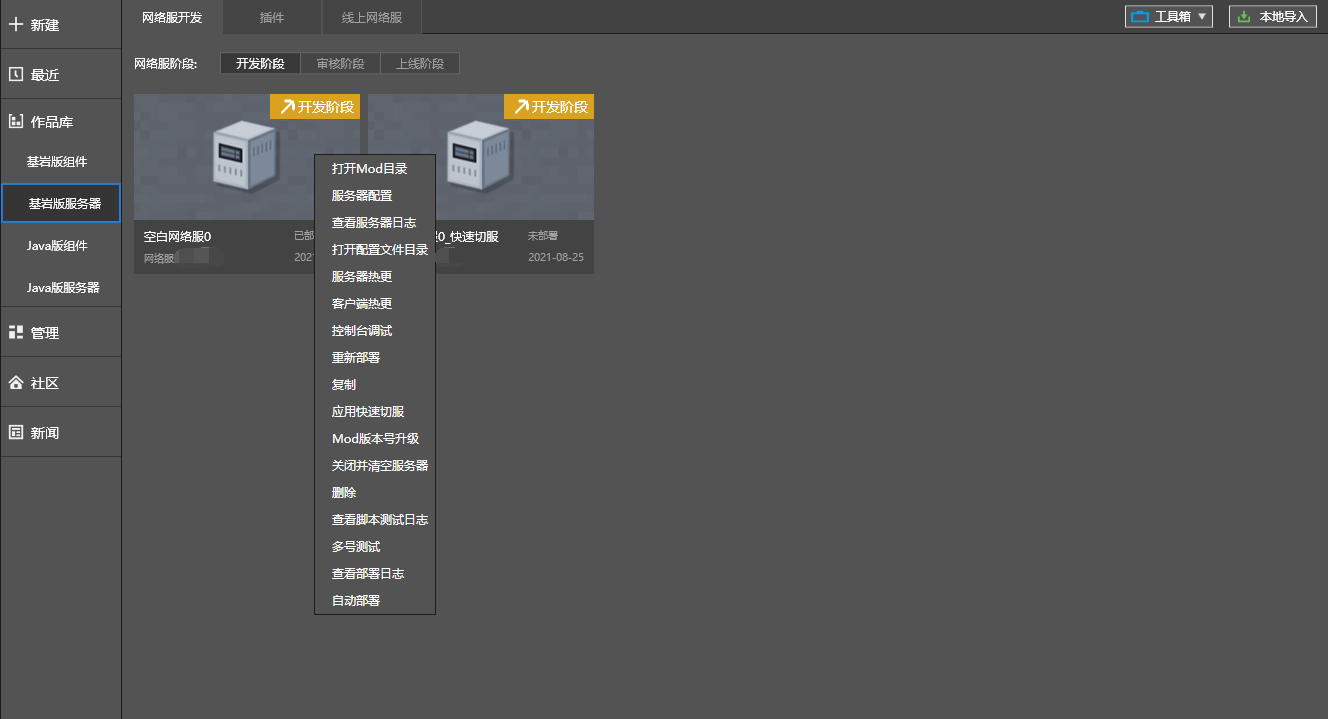 新建
最近
作品库
基岩版组件
基岩版服务器
Java版组件
Java版服务器
管理
社区
新闻
网络服开发
插件
线上网络服
工具箱
本地导入
网络服阶段:
开发阶段
审核阶段
上线阶段
开发阶段
空白网络服0
已部
网络服
2021
开发阶段
0_快速切服
未部署
2021-08-25
打开Mod目录
服务器配置
查看服务器日志
打开配置文件目录
服务器热更
客户端热更
控制台调试
重新部署
复制
应用快速切服
Mod版本号升级
关闭并清空服务器
删除
查看脚本测试日志
多号测试
查看部署日志
自动部署